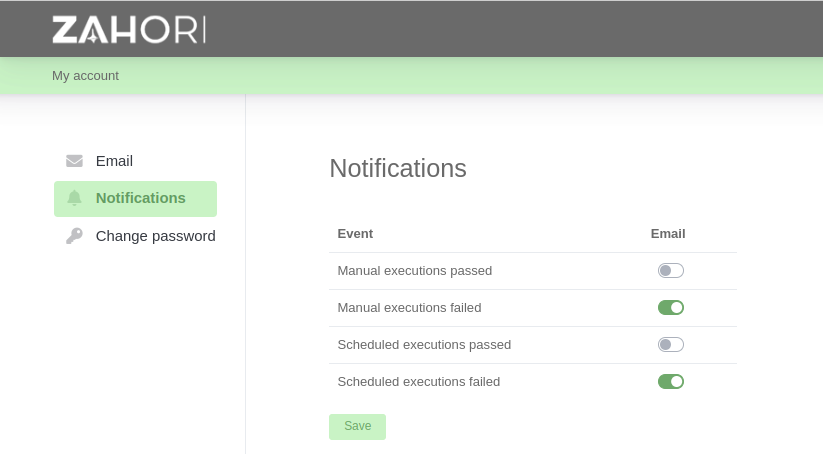 ZAHORI
My account
Email
Notifications
Change password
Notifications
Event Email
Manual executions passed
Manual executions failed
Scheduled executions passed
Scheduled executions failed
Save